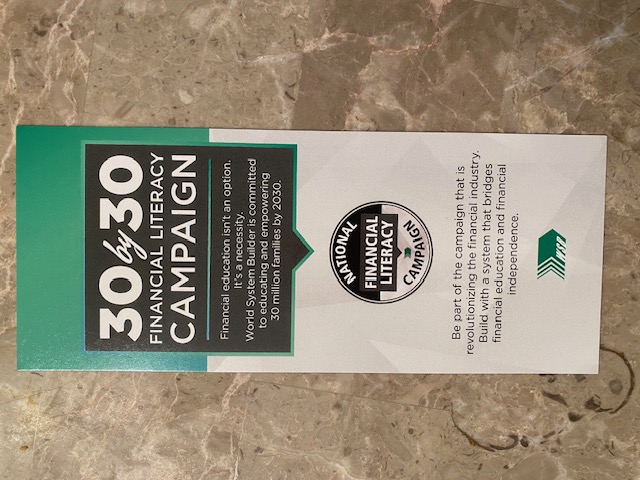 30 by 30
FINANCIAL LITERACY
CAMPAIGN
Financial education isn't an option.
It's a necessity.
World System Builder is committed
to educating and empowering
30 million families by 2030.
NATIONAL
FINANCIAL
LITERACY
CAMPAIGN
Be part of the campaign that is
revolutionizing the financial industry.
Build with a system that bridges
financial education and financial
independence.
WSB